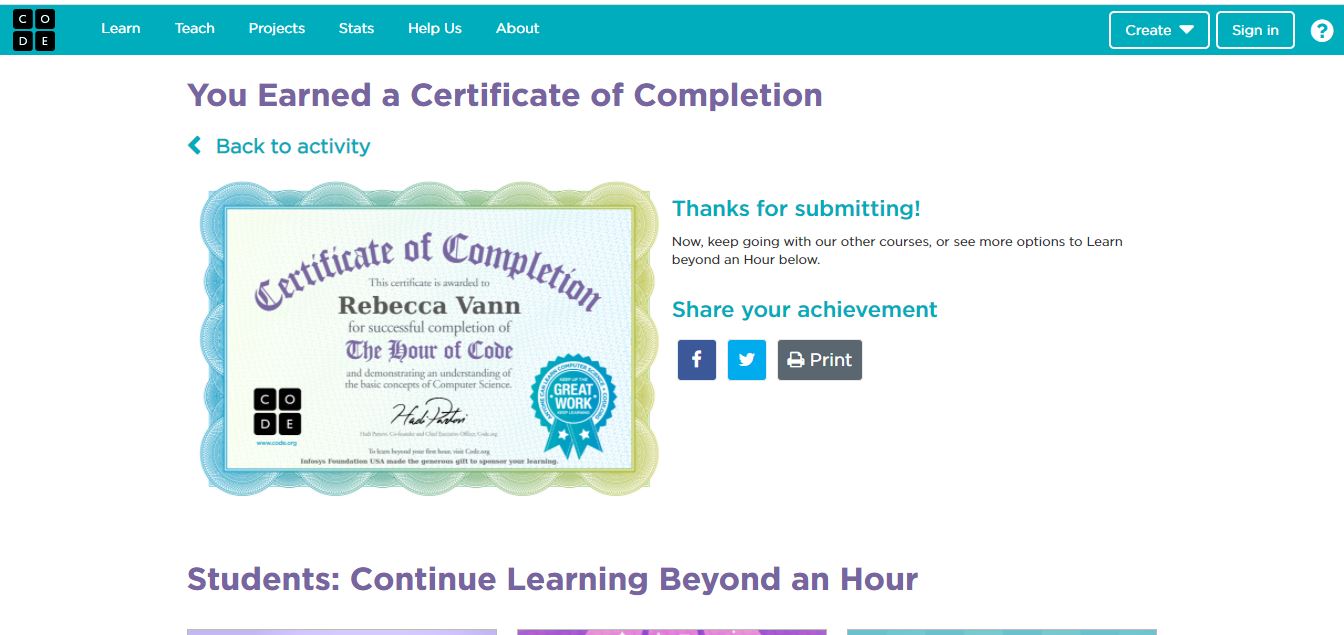 C O
D E
Learn
Teach
Projects
Stats
Help Us
About
Create
Sign in
?
You Earned a Certificate of Completion
Back to activity
Certificate of Completion
This certificate is awarded to
Rebecca Vann
for successful completion of
The Hour of Code
and demonstrating an understanding of
the basic concepts of Computer Science.
C O
D E
www.code.org
Hadi Partovi
Hadi Partovi, Co-founder and Chief Executive Officer, Code.org
To learn beyond your first hour, visit Code.org
Infosys Foundation USA made the generous gift to sponsor your learning.
ANYONE CAN LEARN COMPUTER SCIENCE
KEEP UP THE
GREAT
WORK
KEEP LEARNING
Thanks for submitting!
Now, keep going with our other courses, or see more options to Learn
beyond an Hour below.
Share your achievement
f
Print
Students: Continue Learning Beyond an Hour